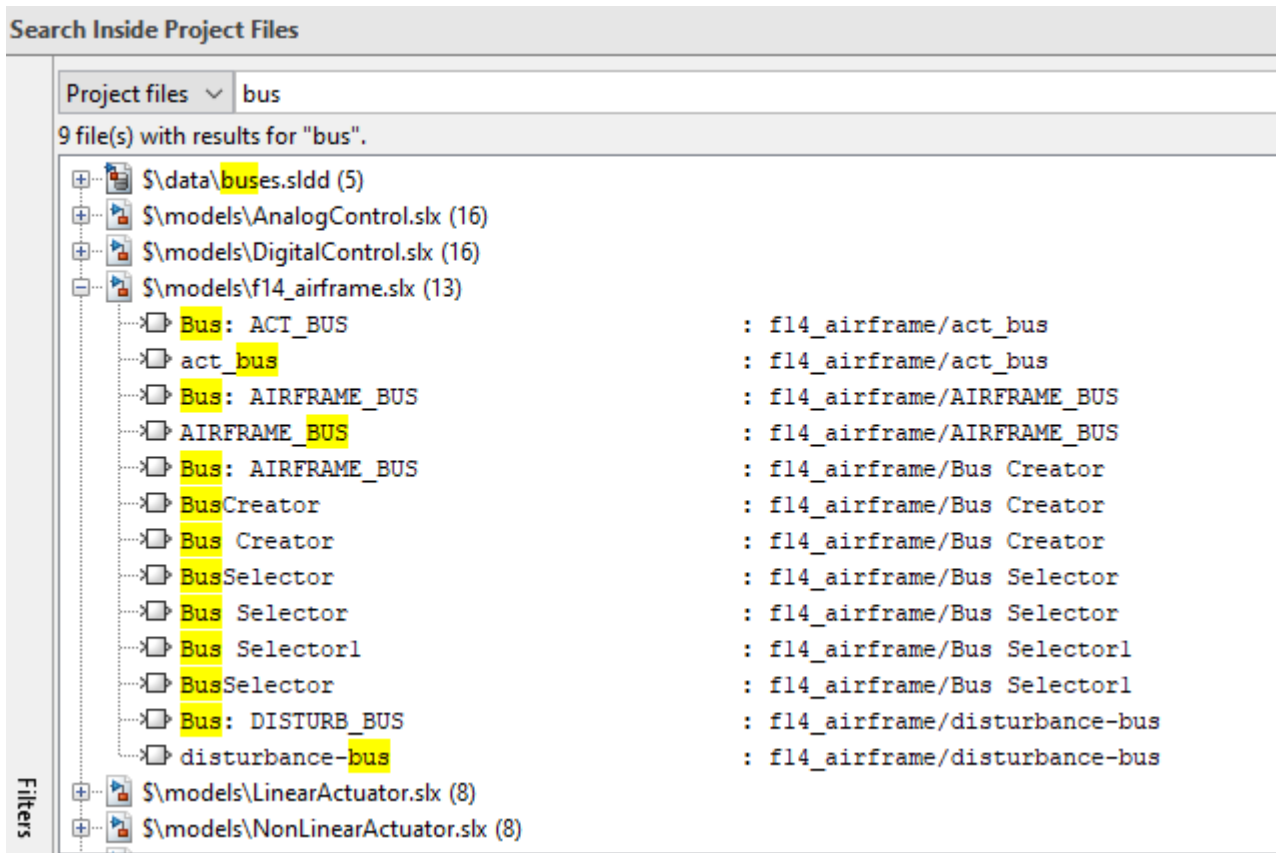 Search Inside Project Files
Project files bus
9 file(s) with results for "bus".
$\data\buses.sldd (5)
$\models\AnalogControl.slx (16)
$\models\DigitalControl.slx (16)
$\models\f14_airframe.slx (13)
Bus: ACT_BUS : f14_airframe/act_bus
act_bus : f14_airframe/act_bus
Bus: AIRFRAME_BUS : f14_airframe/AIRFRAME_BUS
AIRFRAME_BUS : f14_airframe/AIRFRAME_BUS
Bus: AIRFRAME_BUS : f14_airframe/Bus Creator
BusCreator : f14_airframe/Bus Creator
Bus Creator : f14_airframe/Bus Creator
BusSelector : f14_airframe/Bus Selector
Bus Selector : f14_airframe/Bus Selector
Bus Selector1 : f14_airframe/Bus Selector1
BusSelector : f14_airframe/Bus Selector1
Bus: DISTURB_BUS : f14_airframe/disturbance-bus
disturbance-bus : f14_airframe/disturbance-bus
$\models\LinearActuator.slx (8)
$\models\NonLinearActuator.slx (8)
Filters